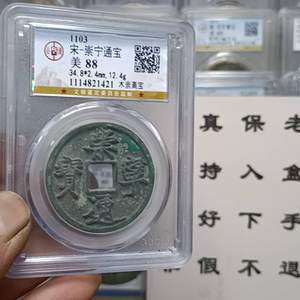 1103
宋-崇宁通宝
美 88
34.8*2.4mm, 12.4g
1114821421
崇寧通寳
真 保 老
持 入 盒
好 下 手
假 不 退